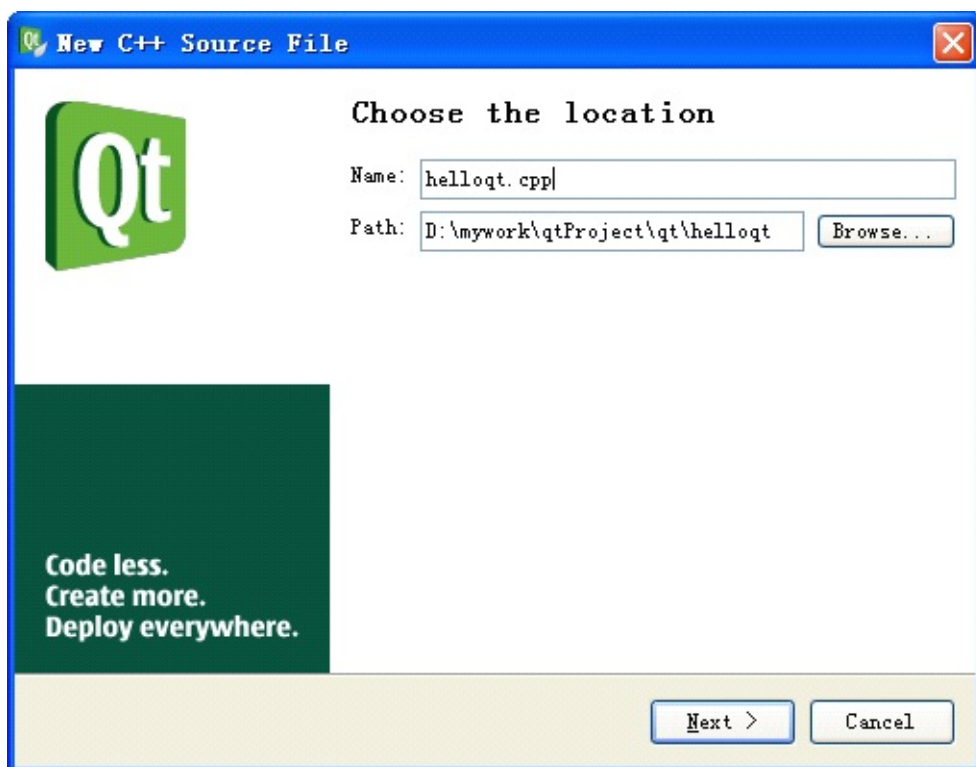 New C++ Source File
Qt
Choose the location
Name: helloqt.cpp
Path: D:\mywork\qtProject\qt\helloqt Browse...
Code less.
Create more.
Deploy everywhere.
Next > Cancel